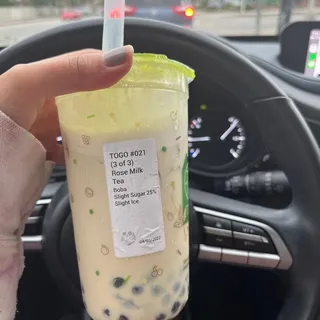 TOGO #021
(3 of 3)
Rose Milk
Tea
Boba
Slight Sugar 25%
Slight Ice